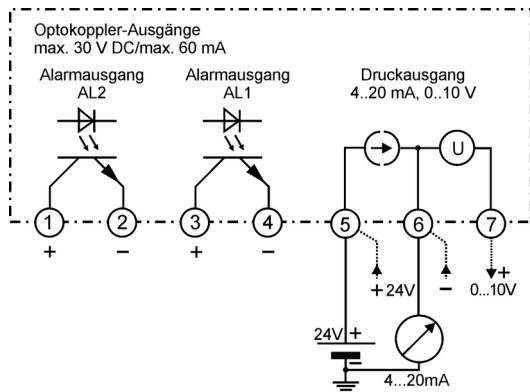 Optokoppler-Ausgänge
max. 30 V DC/max. 60 mA
Alarmausgang
AL2
Alarmausgang
AL1
Druckausgang
4..20 mA, 0..10 V
U
1
2
3
4
5
6
7
+
−
+
−
+ 24V
−
+
0...10V
24V
+
−
4...20mA